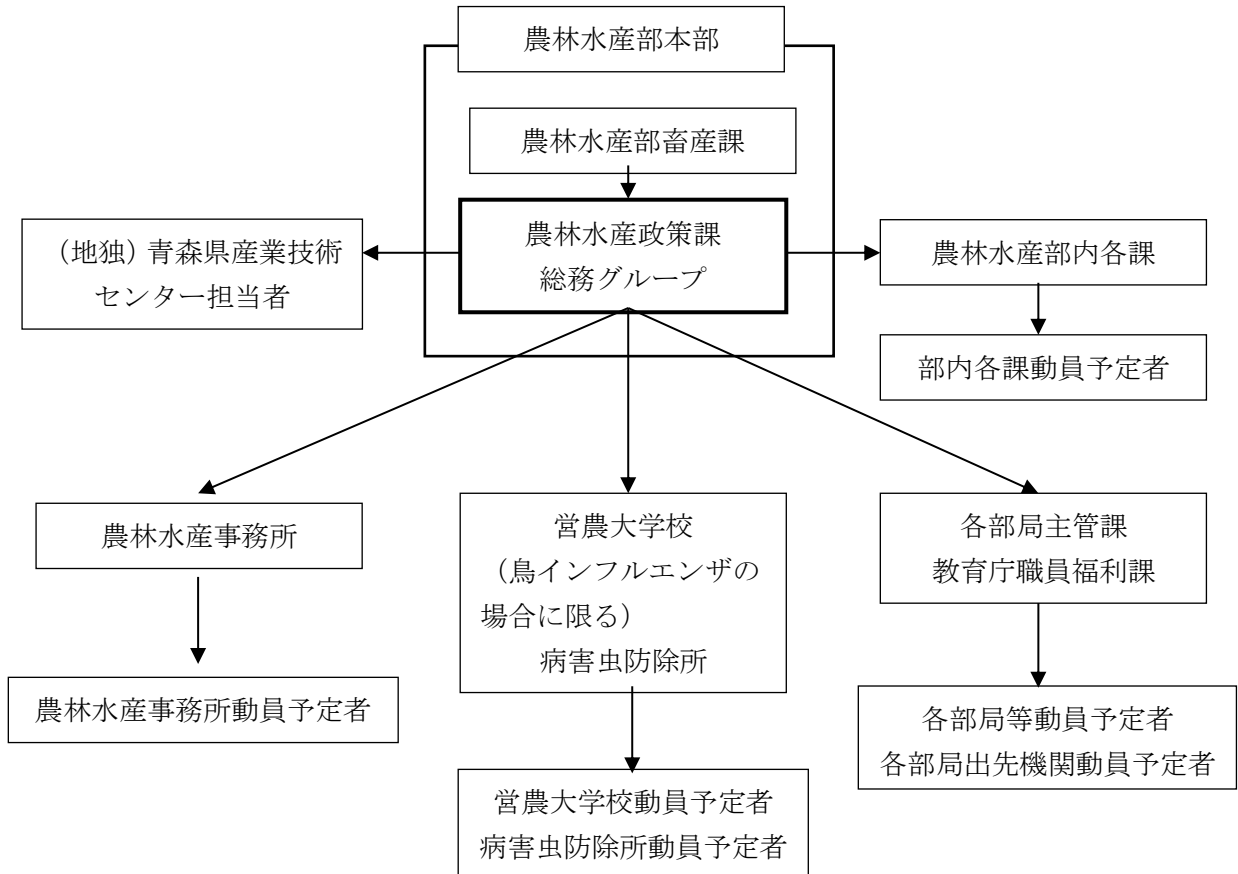 農林水産部本部
農林水産部畜産課
農林水産政策課
総務グループ
(地独)青森県産業技術
センター担当者
農林水産部内各課
部内各課動員予定者
農林水産事務所
農林水産事務所動員予定者
営農大学校
(鳥インフルエンザの
場合に限る)
病害虫防除所
営農大学校動員予定者
病害虫防除所動員予定者
各部局主管課
教育庁職員福利課
各部局等動員予定者
各部局出先機関動員予定者